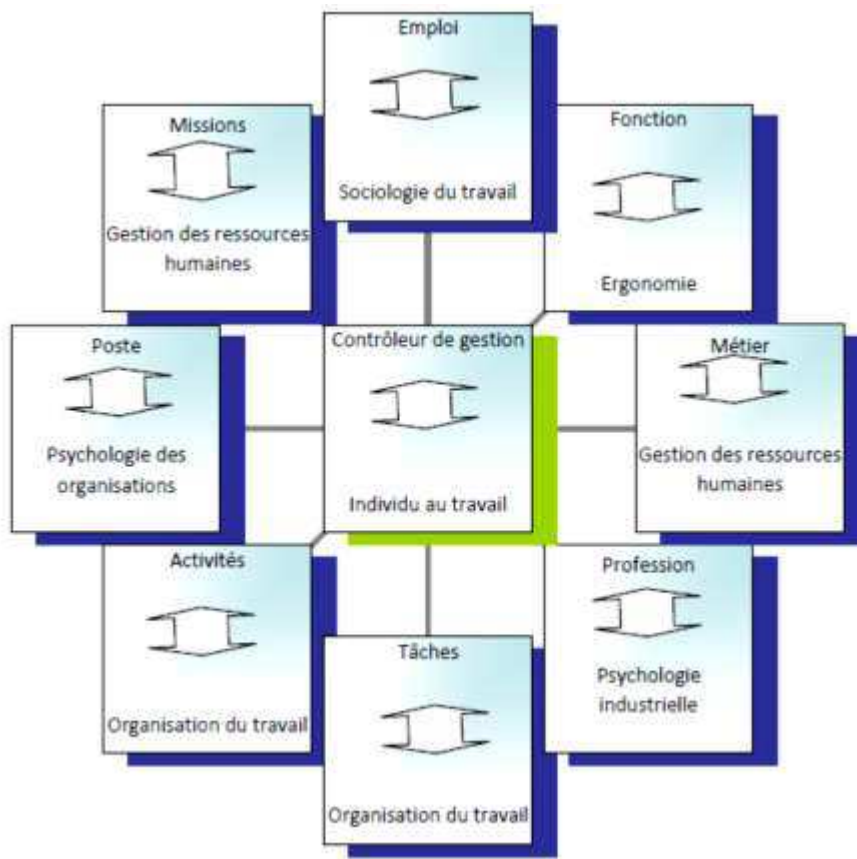 Emploi
Sociologie du travail
Missions
Gestion des ressources
humaines
Fonction
Ergonomie
Poste
Psychologie des
organisations
Contrôleur de gestion
Individu au travail
Métier
Gestion des ressources
humaines
Activités
Organisation du travail
Tâches
Organisation du travail
Profession
Psychologie
industrielle